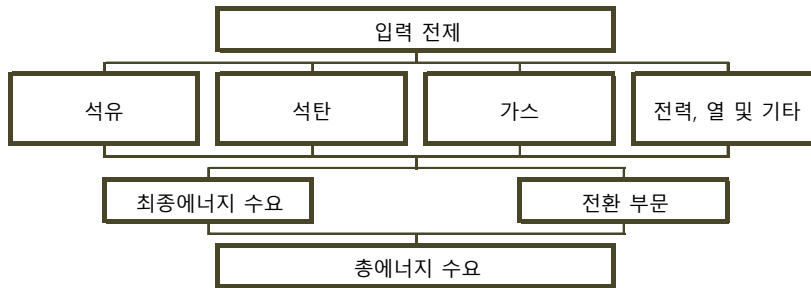 입력 전제
석유
석탄
가스
전력, 열 및 기타
최종에너지 수요
전환 부문
총에너지 수요